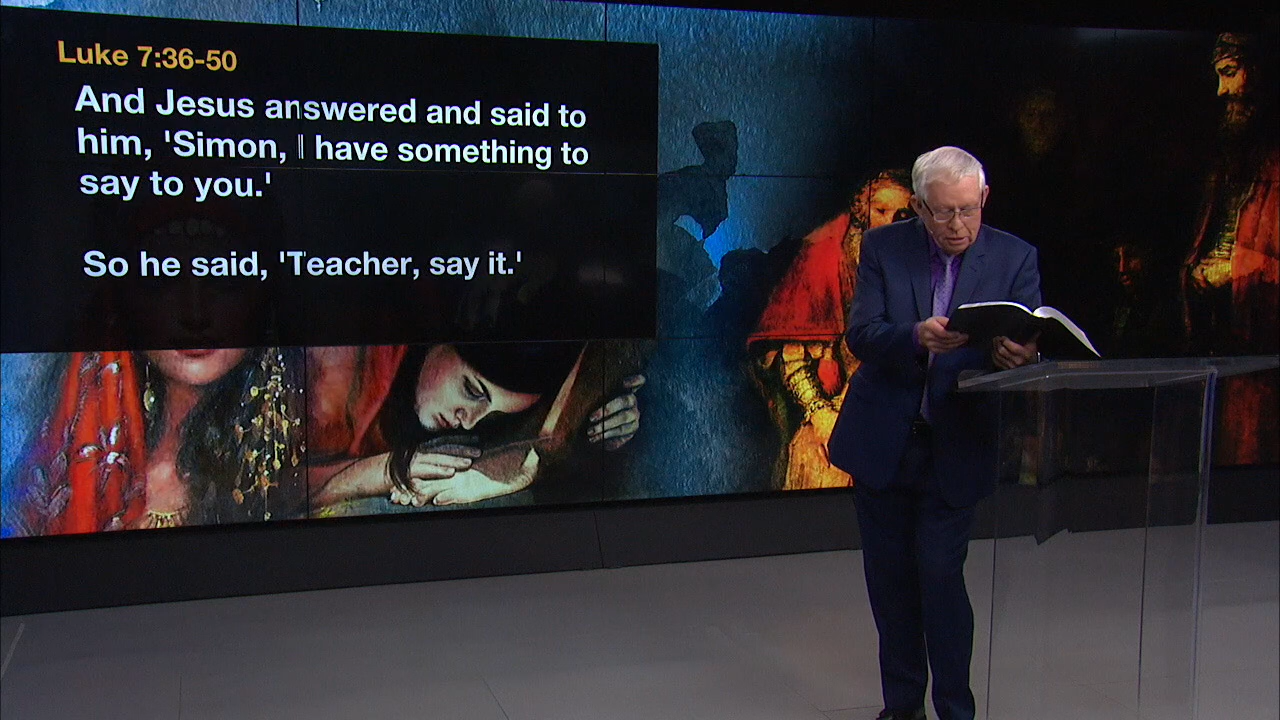 Luke 7:36-50
And Jesus answered and said to
him, 'Simon, I have something to
say to you.'
So he said, 'Teacher, say it.'